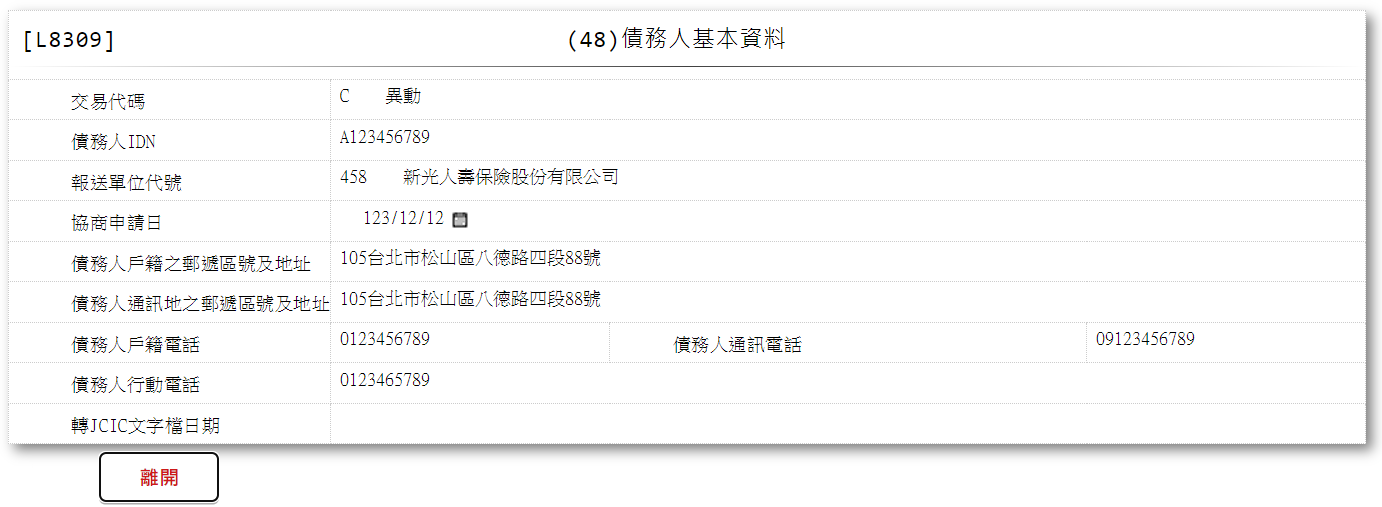 [L8309] (48)債務人基本資料
交易代碼 C 異動
債務人IDN A123456789
報送單位代號 458 新光人壽保險股份有限公司
協商申請日 123/12/12
債務人戶籍之郵遞區號及地址 105台北市松山區八德路四段88號
債務人通訊地之郵遞區號及地址 105台北市松山區八德路四段88號
債務人戶籍電話 0123456789 債務人通訊電話 09123456789
債務人行動電話 0123465789
轉JCIC文字檔日期
離開